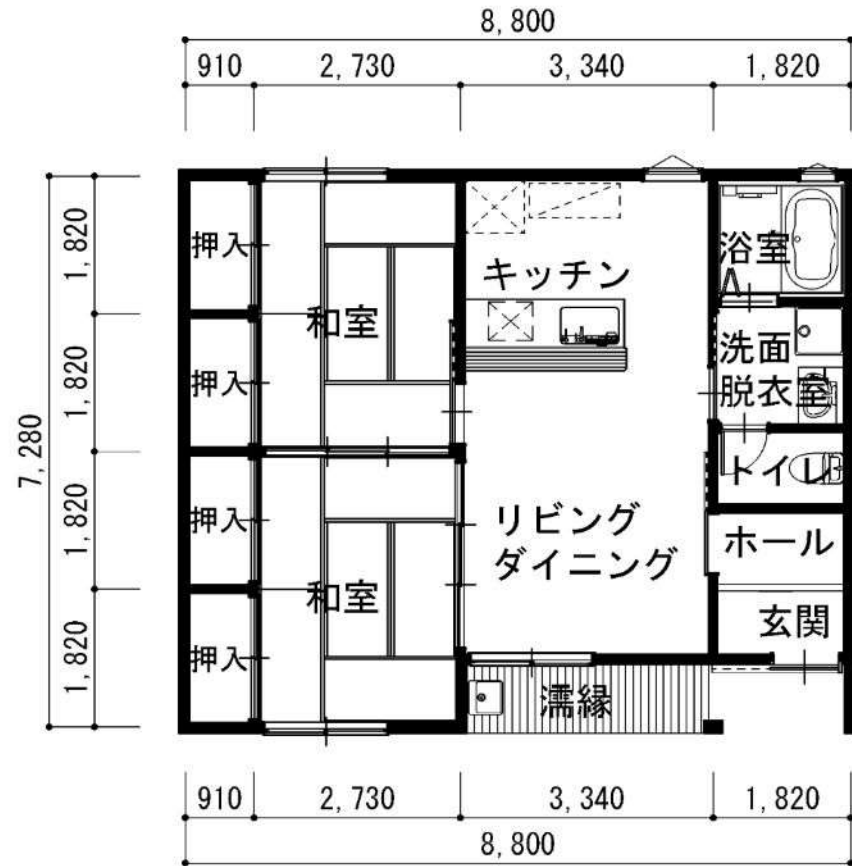 8,800
910 2,730 3,340 1,820
7,280
1,820
1,820
1,820
1,820
押入
押入
押入
押入
和室
和室
キッチン
リビング
ダイニング
浴室
洗面
脱衣室
トイレ
ホール
玄関
濡縁
910 2,730 3,340 1,820
8,800